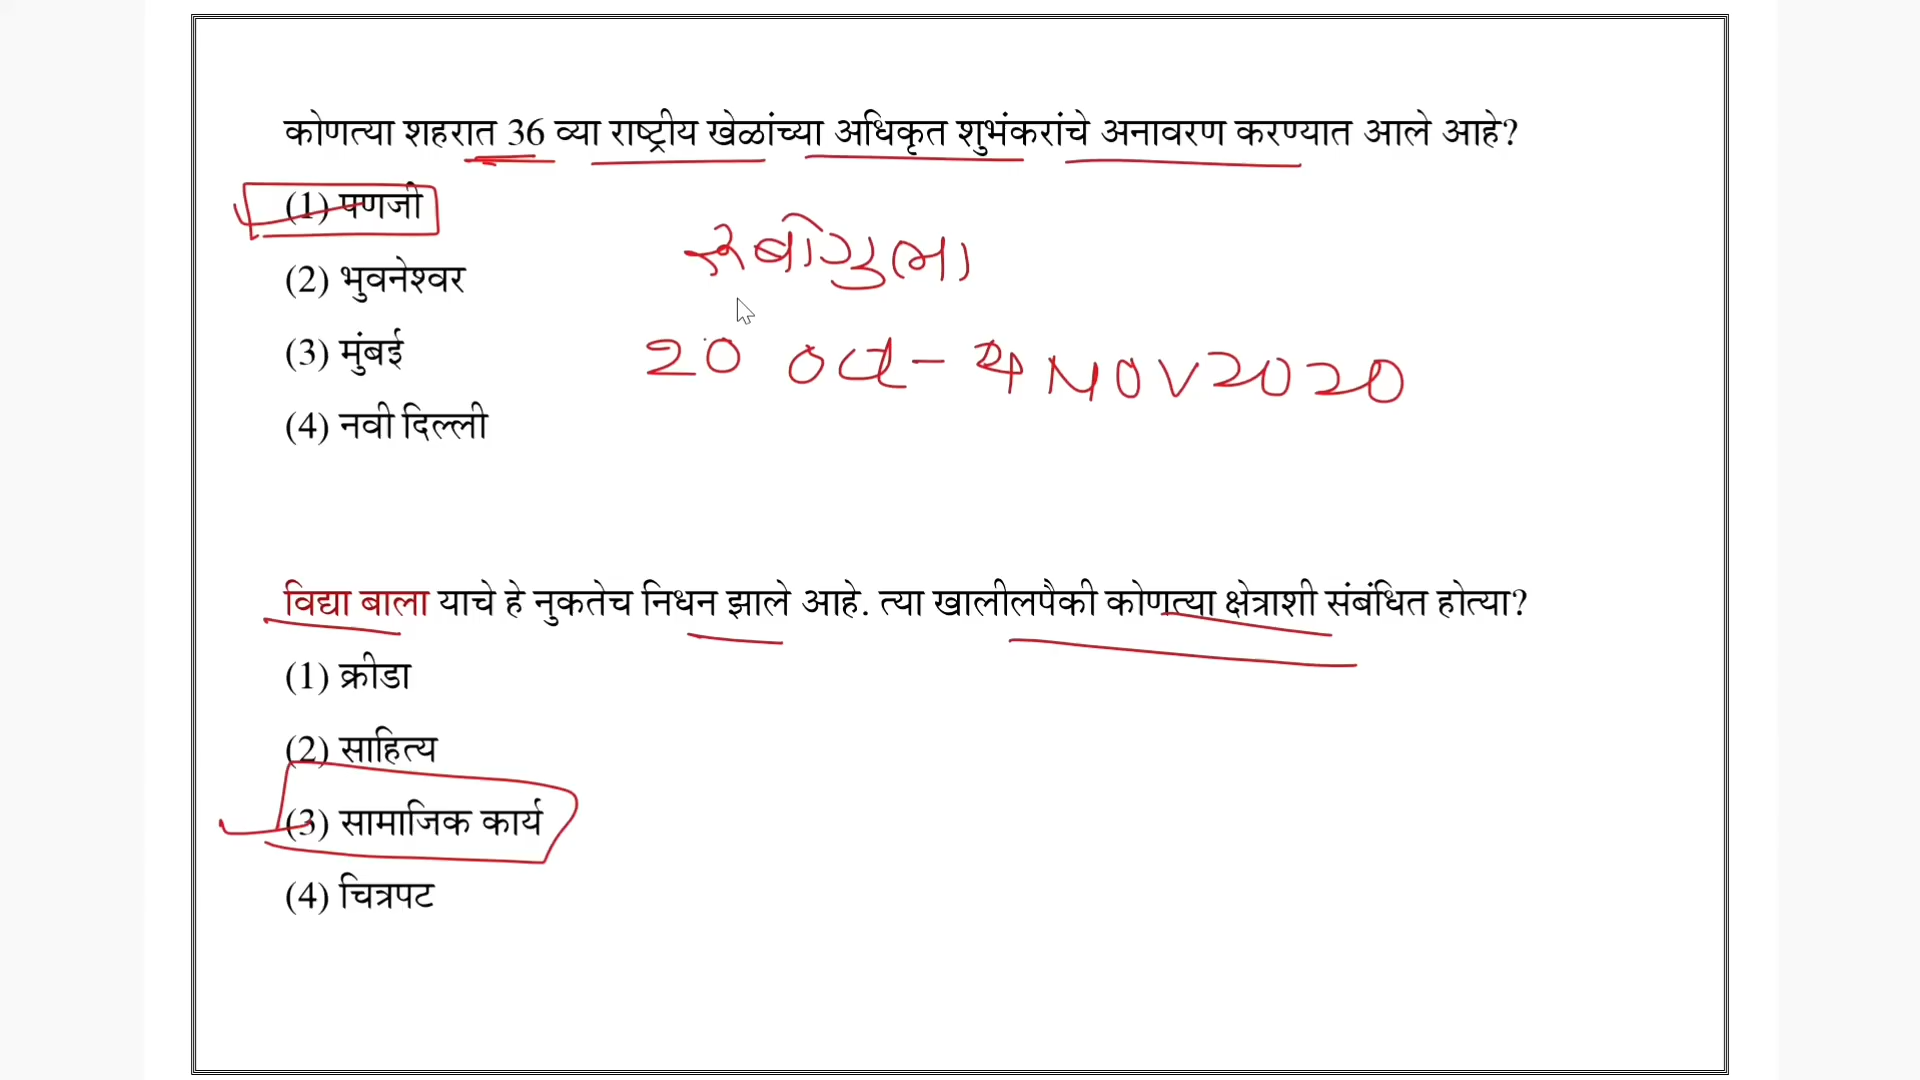 कोणत्या शहरात 36 व्या राष्ट्रीय खेळांच्या अधिकृत शुभंकरांचे अनावरण करण्यात आले आहे?
(1) पणजी
(2) भुवनेश्वर
(3) मुंबई
(4) नवी दिल्ली
20 oct - 4 NOV 2020
विद्या बाला याचे हे नुकतेच निधन झाले आहे. त्या खालीलपैकी कोणत्या क्षेत्राशी संबंधित होत्या?
(1) क्रीडा
(2) साहित्य
(3) सामाजिक कार्य
(4) चित्रपट